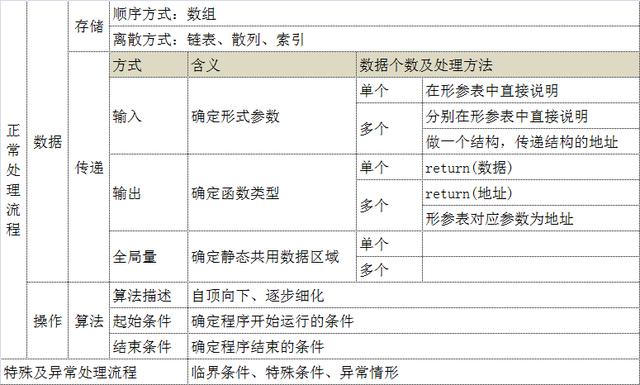 正常处理流程
数据
存储
顺序方式：数组
离散方式：链表、散列、索引
传递
方式
含义
数据个数及处理方法
输入
确定形式参数
单个
在形参表中直接说明
多个
分别在形参表中直接说明
做一个结构，传递结构的地址
输出
确定函数类型
单个
return(数据)
多个
return(地址)
形参表对应参数为地址
全局量
确定静态共用数据区域
单个
多个
操作
算法
算法描述
自顶向下、逐步细化
起始条件
确定程序开始运行的条件
结束条件
确定程序结束的条件
特殊及异常处理流程
临界条件、特殊条件、异常情形